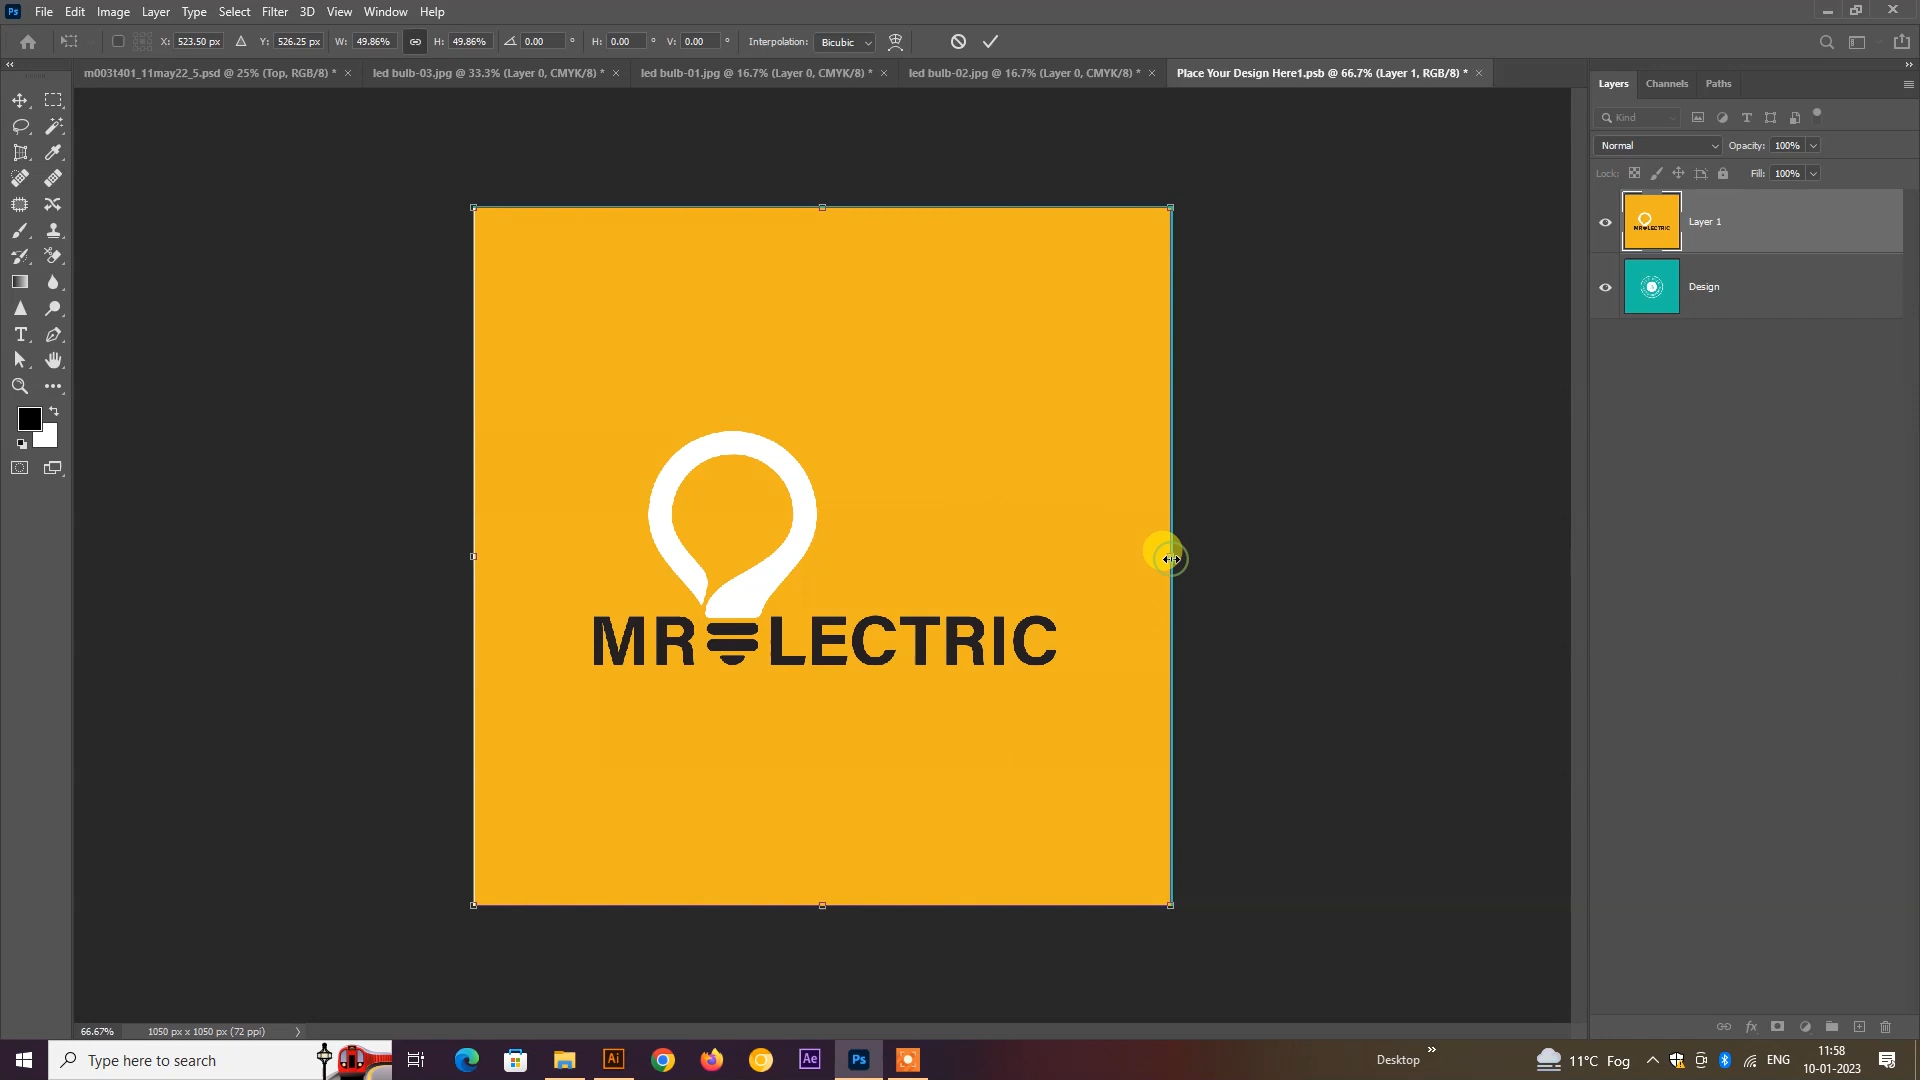 Ps File Edit Image Layer Type Select Filter 3D View Window Help
X: 523.50 px Y: 526.25 px W: 49.86% H: 49.86% 0.00 ° H: 0.00 ° V: 0.00 ° Interpolation: Bicubic
m003t401_11may22_5.psd @ 25% (Top, RGB/8) * × led bulb-03.jpg @ 33.3% (Layer 0, CMYK/8) * × led bulb-01.jpg @ 16.7% (Layer 0, CMYK/8) * × led bulb-02.jpg @ 16.7% (Layer 0, CMYK/8) * × Place Your Design Here1.psb @ 66.7% (Layer 1, RGB/8) * ×
Layers Channels Paths
Kind
Normal Opacity: 100%
Lock: Fill: 100%
Layer 1
Design
MR LECTRIC
66.67% 1050 px x 1050 px (72 ppi)
Type here to search
Ai Ae Ps
Desktop
11°C Fog
ENG
11:58
10-01-2023